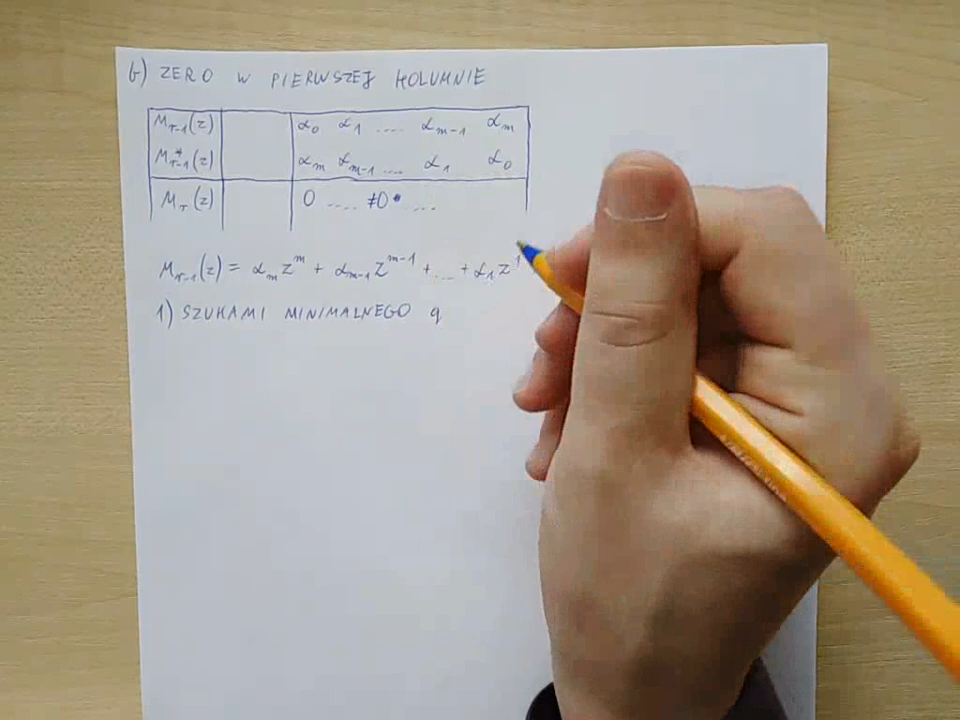 b) ZERO W PIERWSZEJ KOLUMNIE
M_{r-1}(z) α_0 α_1 .... α_{m-1} α_m
M*_{r-1}(z) α_m α_{m-1} .... α_1 α_0
M_r(z) 0 .... ≠0 ...
M_{r-1}(z) = α_m z^m + α_{m-1} z^{m-1} + ... + α_1 z^1
1) SZUKAMI MINIMALNEGO q